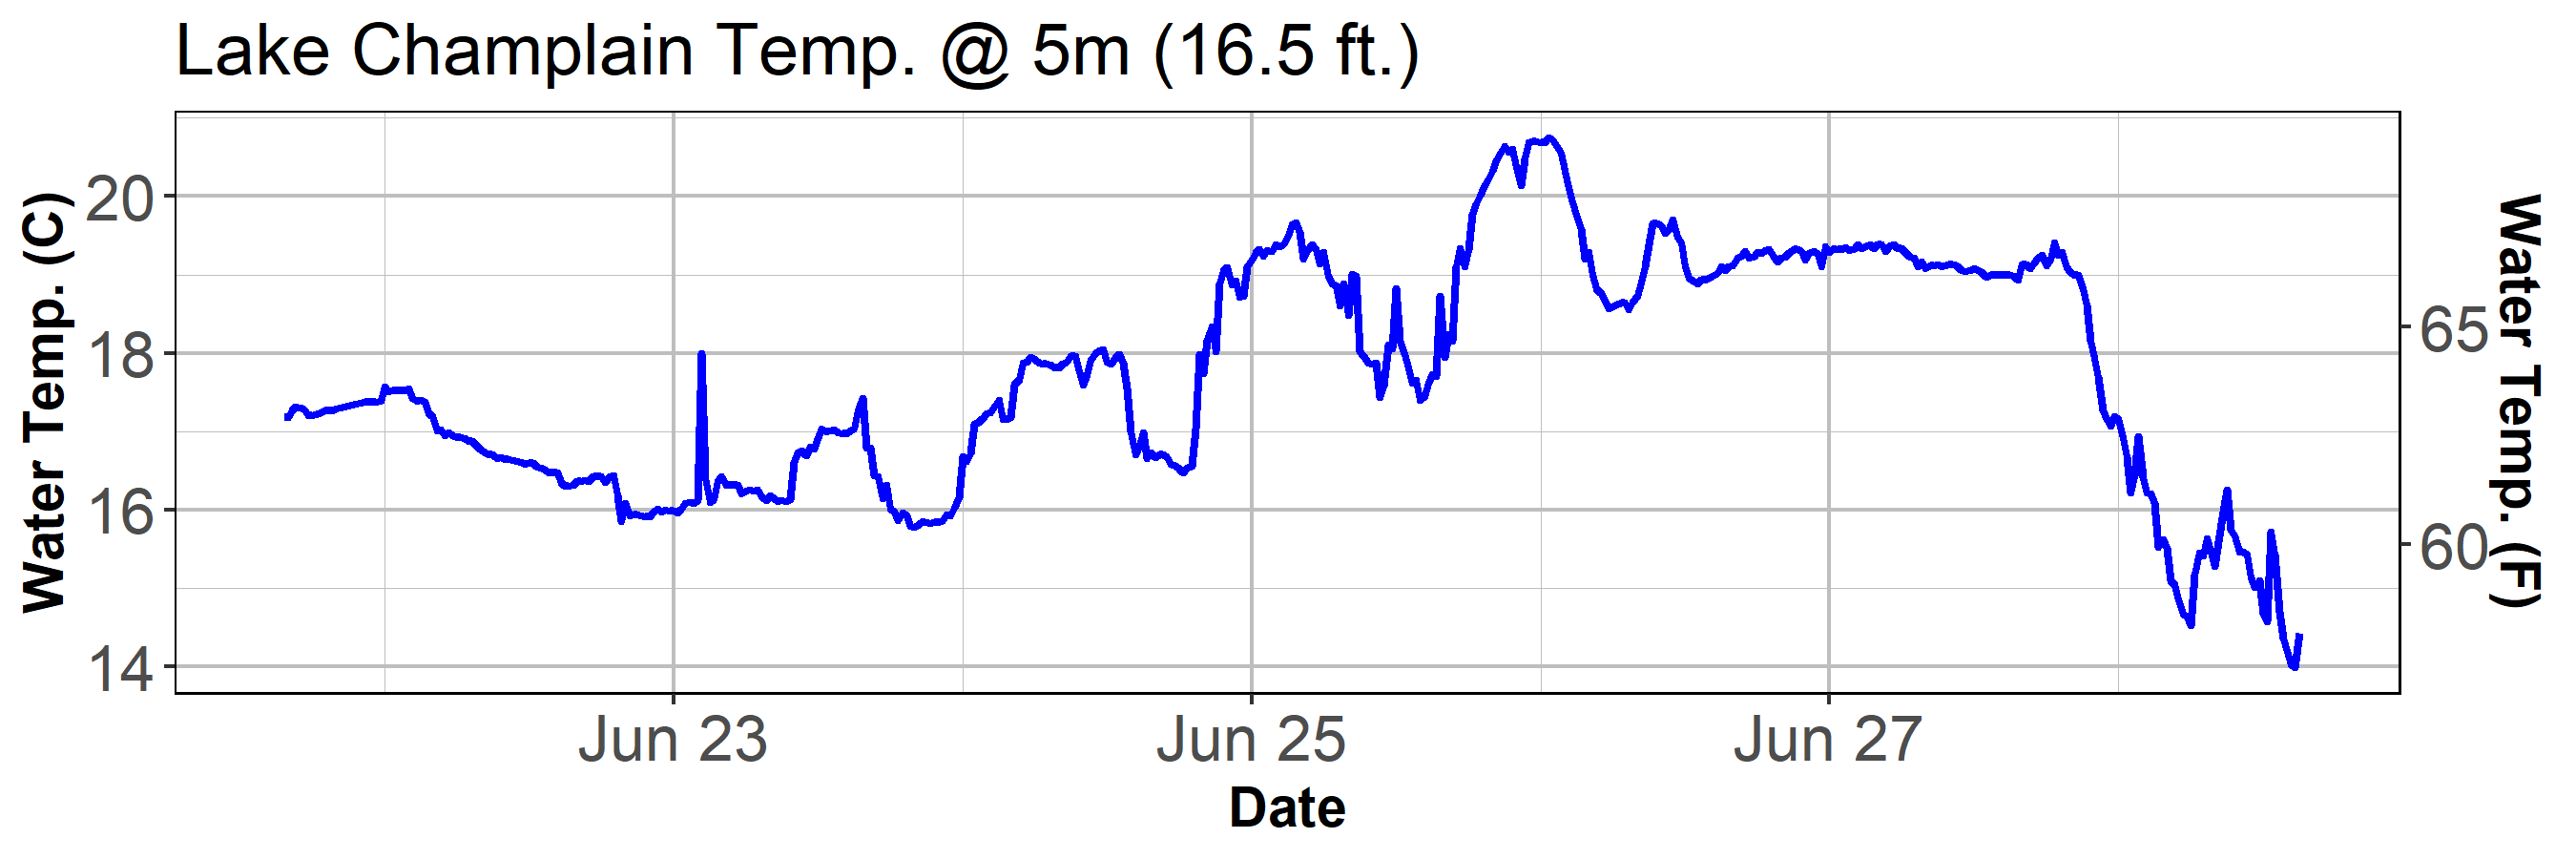 Lake Champlain Temp. @ 5m (16.5 ft.)
Water Temp. (C)
20
18
16
14
65
60
Water Temp. (F)
Jun 23
Jun 25
Jun 27
Date